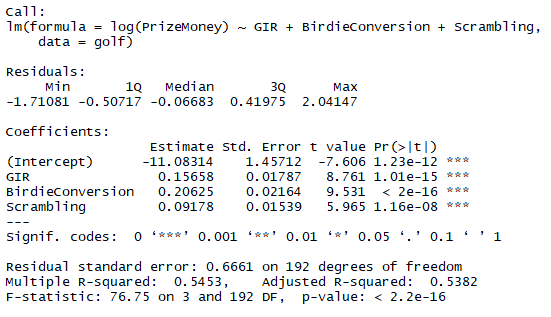 Call:
lm(formula = log(PrizeMoney) ~ GIR + BirdieConversion + Scrambling,
    data = golf)

Residuals:
     Min       1Q   Median       3Q      Max
-1.71081 -0.50717 -0.06683  0.41975  2.04147

Coefficients:
                  Estimate Std. Error t value Pr(>|t|)
(Intercept)      -11.08314    1.45712  -7.606 1.23e-12 ***
GIR                0.15658    0.01787   8.761 1.01e-15 ***
BirdieConversion   0.20625    0.02164   9.531  < 2e-16 ***
Scrambling         0.09178    0.01539   5.965 1.16e-08 ***
---
Signif. codes:  0 ‘***’ 0.001 ‘**’ 0.01 ‘*’ 0.05 ‘.’ 0.1 ‘ ’ 1

Residual standard error: 0.6661 on 192 degrees of freedom
Multiple R-squared:  0.5453,    Adjusted R-squared:  0.5382
F-statistic: 76.75 on 3 and 192 DF,  p-value: < 2.2e-16